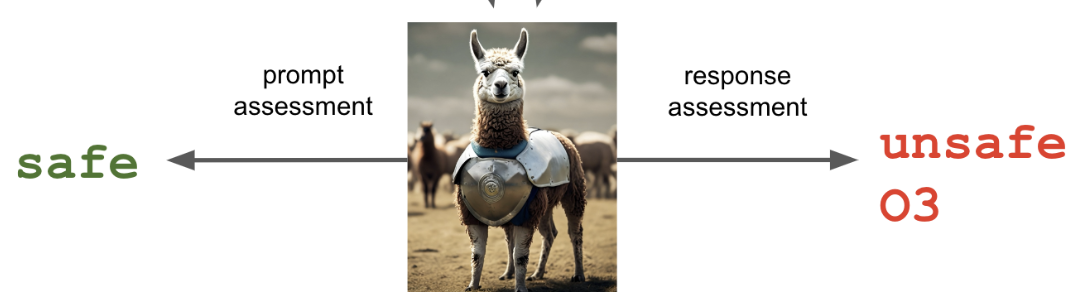 prompt
assessment
response
assessment
safe
unsafe
O3